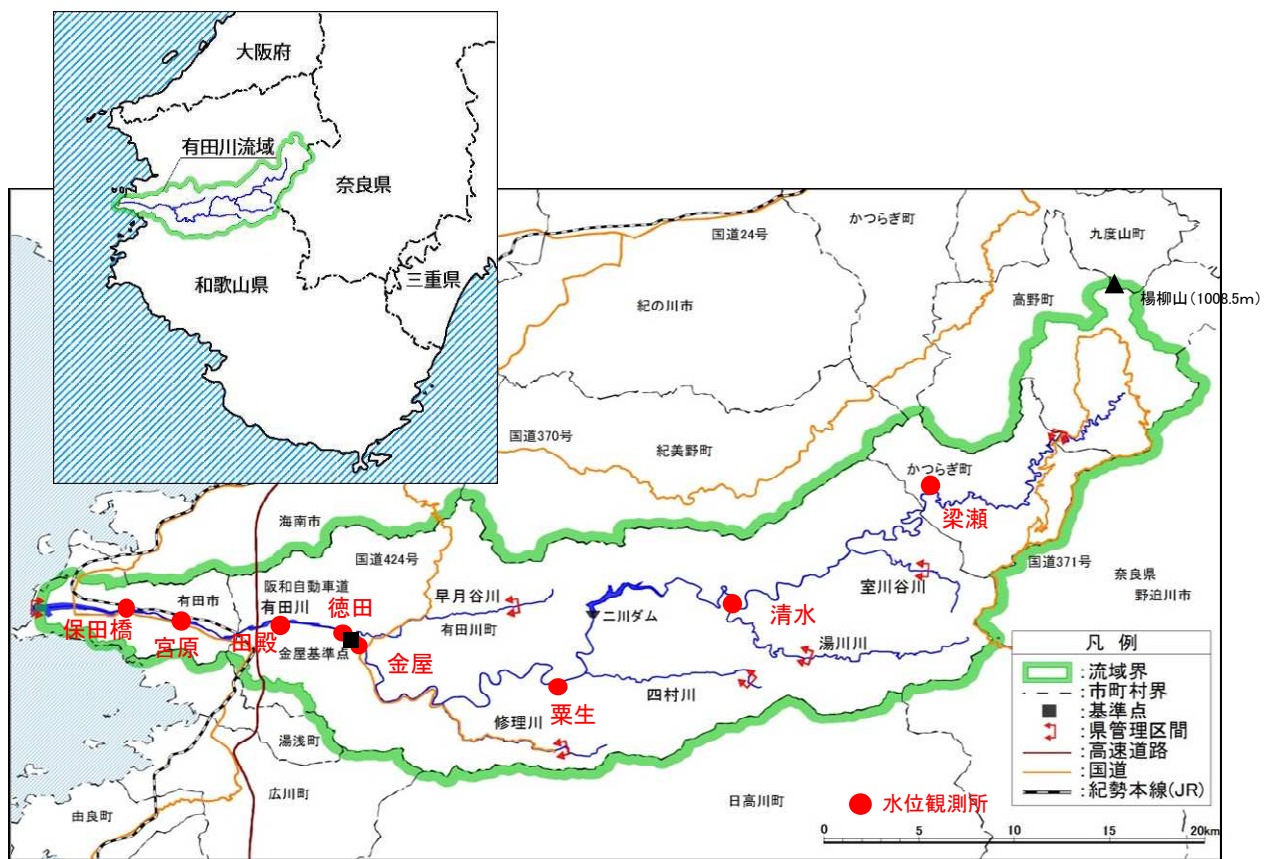 大阪府
有田川流域
奈良県
和歌山県
三重県
かつらぎ町
国道24号
九度山町
紀の川市
高野町
楊柳山(1008.5m)
国道370号
紀美野町
かつらぎ町
梁瀬
海南市
国道424号
国道371号
奈良県
野迫川市
阪和自動車道
早月谷川
室川谷川
有田市
有田川
徳田
二川ダム
清水
保田橋
宮原
田殿
有田川町
金屋基準点
金屋
湯川川
四村川
粟生
修理川
湯浅町
広川町
由良町
日高川町
凡 例
:流域界
:市町村界
:基準点
:県管理区間
:高速道路
:国道
:紀勢本線(JR)
水位観測所
0 5 10 15 20km